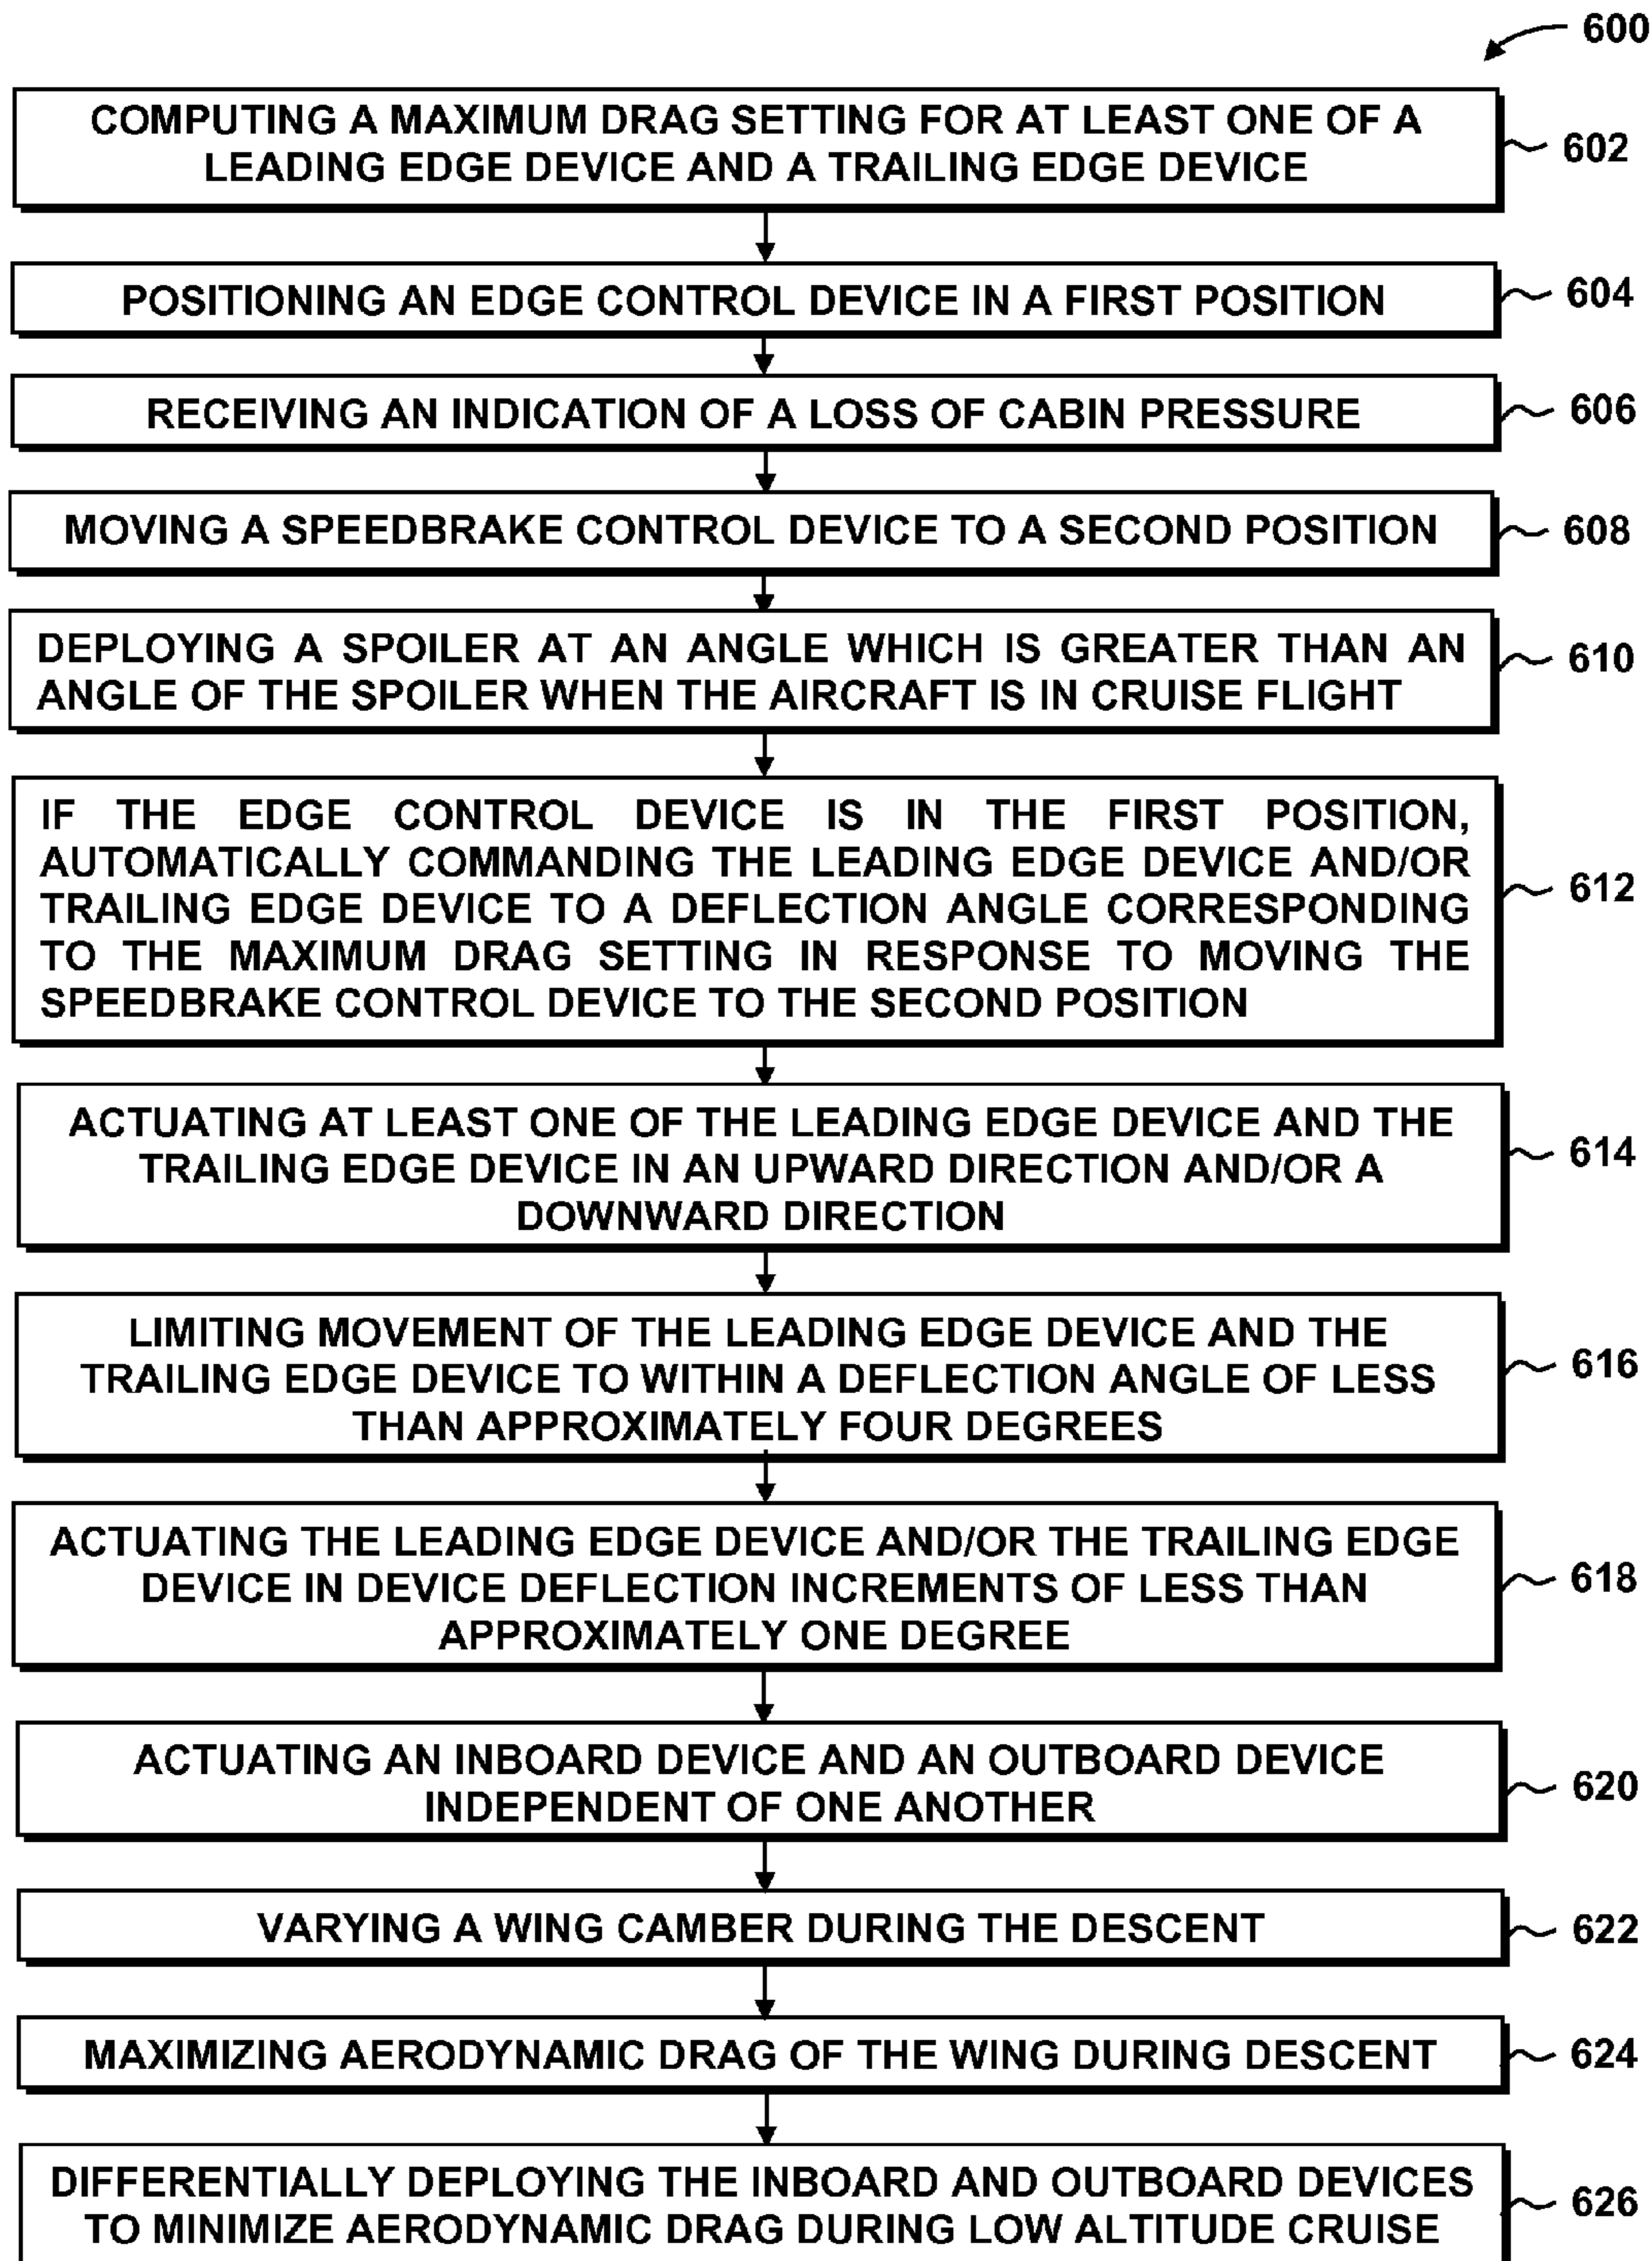 600
COMPUTING A MAXIMUM DRAG SETTING FOR AT LEAST ONE OF A
LEADING EDGE DEVICE AND A TRAILING EDGE DEVICE
602
POSITIONING AN EDGE CONTROL DEVICE IN A FIRST POSITION
604
RECEIVING AN INDICATION OF A LOSS OF CABIN PRESSURE
606
MOVING A SPEEDBRAKE CONTROL DEVICE TO A SECOND POSITION
608
DEPLOYING A SPOILER AT AN ANGLE WHICH IS GREATER THAN AN
ANGLE OF THE SPOILER WHEN THE AIRCRAFT IS IN CRUISE FLIGHT
610
IF THE EDGE CONTROL DEVICE IS IN THE FIRST POSITION,
AUTOMATICALLY COMMANDING THE LEADING EDGE DEVICE AND/OR
TRAILING EDGE DEVICE TO A DEFLECTION ANGLE CORRESPONDING
TO THE MAXIMUM DRAG SETTING IN RESPONSE TO MOVING THE
SPEEDBRAKE CONTROL DEVICE TO THE SECOND POSITION
612
ACTUATING AT LEAST ONE OF THE LEADING EDGE DEVICE AND THE
TRAILING EDGE DEVICE IN AN UPWARD DIRECTION AND/OR A
DOWNWARD DIRECTION
614
LIMITING MOVEMENT OF THE LEADING EDGE DEVICE AND THE
TRAILING EDGE DEVICE TO WITHIN A DEFLECTION ANGLE OF LESS
THAN APPROXIMATELY FOUR DEGREES
616
ACTUATING THE LEADING EDGE DEVICE AND/OR THE TRAILING EDGE
DEVICE IN DEVICE DEFLECTION INCREMENTS OF LESS THAN
APPROXIMATELY ONE DEGREE
618
ACTUATING AN INBOARD DEVICE AND AN OUTBOARD DEVICE
INDEPENDENT OF ONE ANOTHER
620
VARYING A WING CAMBER DURING THE DESCENT
622
MAXIMIZING AERODYNAMIC DRAG OF THE WING DURING DESCENT
624
DIFFERENTIALLY DEPLOYING THE INBOARD AND OUTBOARD DEVICES
TO MINIMIZE AERODYNAMIC DRAG DURING LOW ALTITUDE CRUISE
626